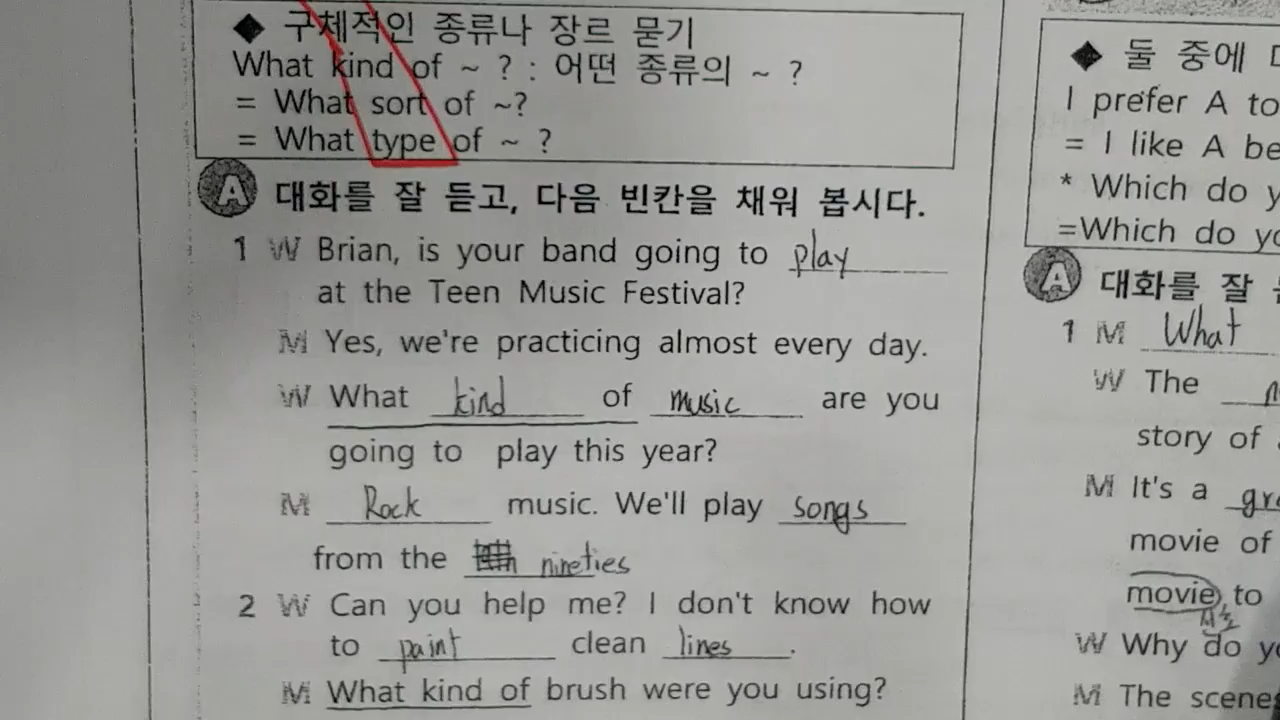 ◆ 구체적인 종류나 장르 묻기
What kind of ~ ? : 어떤 종류의 ~ ?
= What sort of ~?
= What type of ~ ?
A 대화를 잘 듣고, 다음 빈칸을 채워 봅시다.
1 W Brian, is your band going to play
at the Teen Music Festival?
M Yes, we're practicing almost every day.
W What kind of music are you
going to play this year?
M Rock music. We'll play songs
from the nineties
2 W Can you help me? I don't know how
to paint clean lines.
M What kind of brush were you using?
◆ 둘 중에
I prefer A to
= I like A be
* Which do y
=Which do yo
A 대화를 잘
1 M What
W The
story of
M It's a gre
movie of
movie to
W Why do yo
M The scene